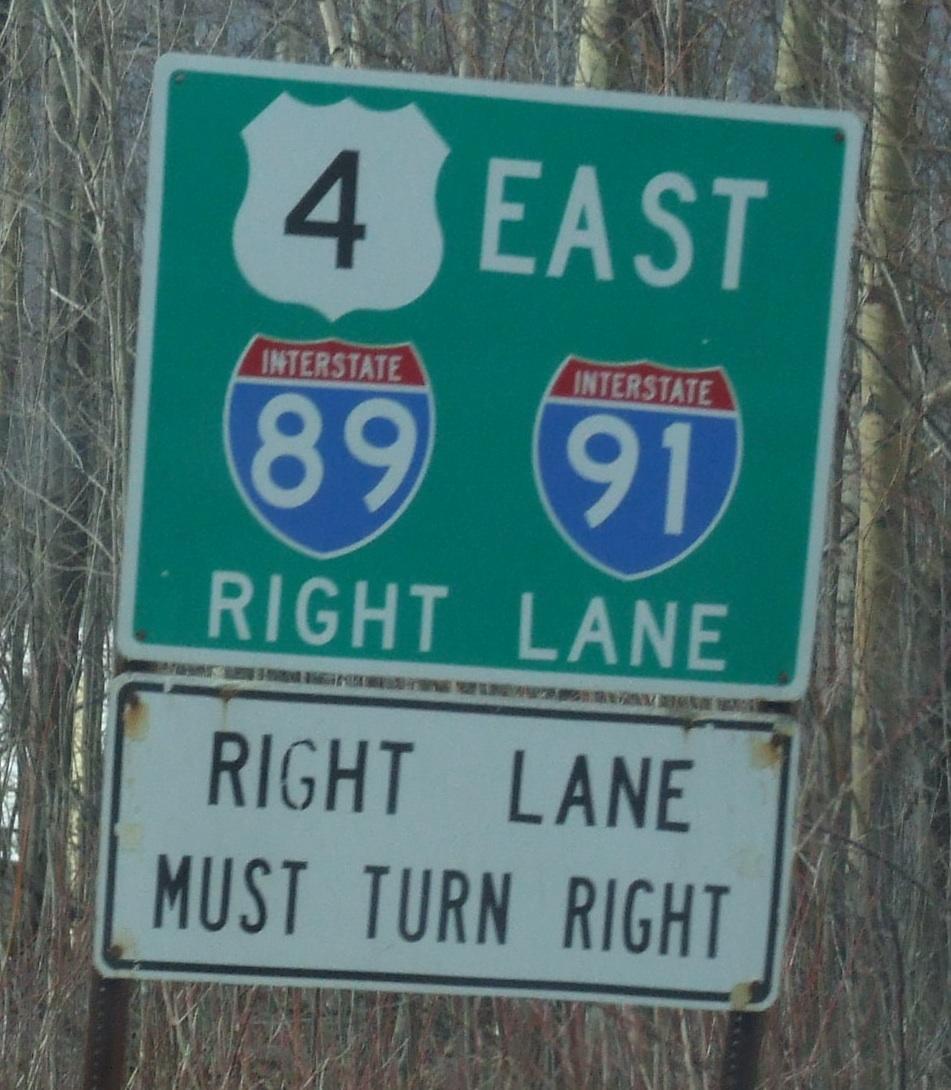 4 EAST
INTERSTATE INTERSTATE
89 91
RIGHT LANE
RIGHT LANE
MUST TURN RIGHT